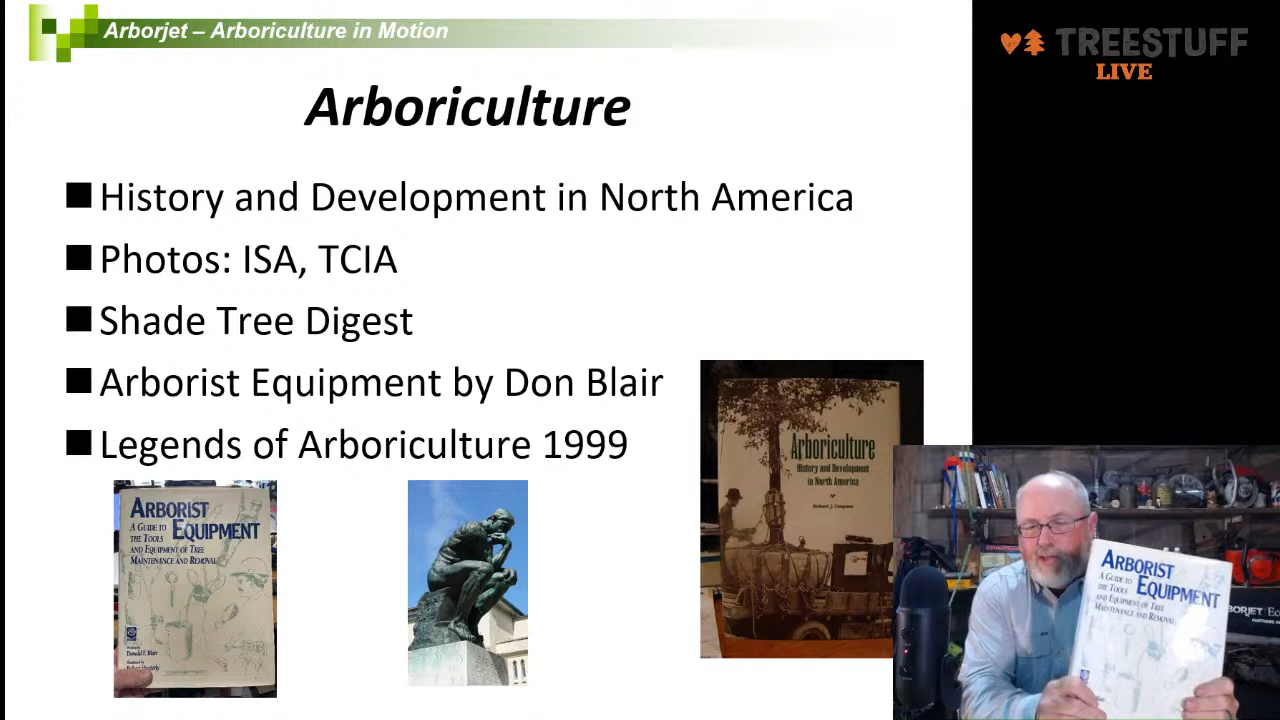 Arborjet – Arboriculture in Motion
TREESTUFF
LIVE
Arboriculture
History and Development in North America
Photos: ISA, TCIA
Shade Tree Digest
Arborist Equipment by Don Blair
Legends of Arboriculture 1999
ARBORIST
A GUIDE TO EQUIPMENT
THE TOOLS
AND EQUIPMENT OF TREE
MAINTENANCE AND REMOVAL
Donald F. Blair
Arboriculture
History and Development
in North America
Richard J. Campana
ARBORIST
A GUIDE TO EQUIPMENT
THE TOOLS
AND EQUIPMENT OF TREE
MAINTENANCE AND REMOVAL